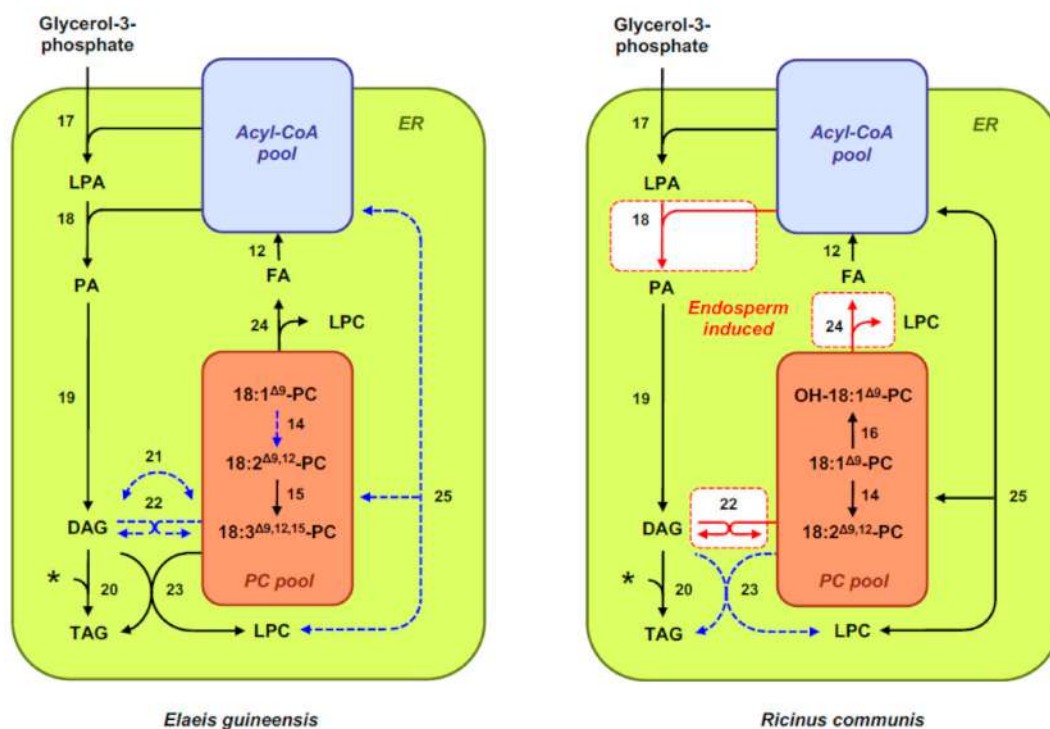 Glycerol-3-
phosphate
17
ER
Acyl-CoA
pool
LPA
18
12
PA
FA
24
LPC
18:1Δ9-PC
19
14
18:2Δ9,12-PC
21
15
25
22
DAG
18:3Δ9,12,15-PC
*
20
23
PC pool
TAG
LPC
Elaeis guineensis
Glycerol-3-
phosphate
17
ER
Acyl-CoA
pool
LPA
18
12
PA
FA
Endosperm
induced
24
LPC
OH-18:1Δ9-PC
19
16
18:1Δ9-PC
22
14
25
DAG
18:2Δ9,12-PC
*
20
23
PC pool
TAG
LPC
Ricinus communis